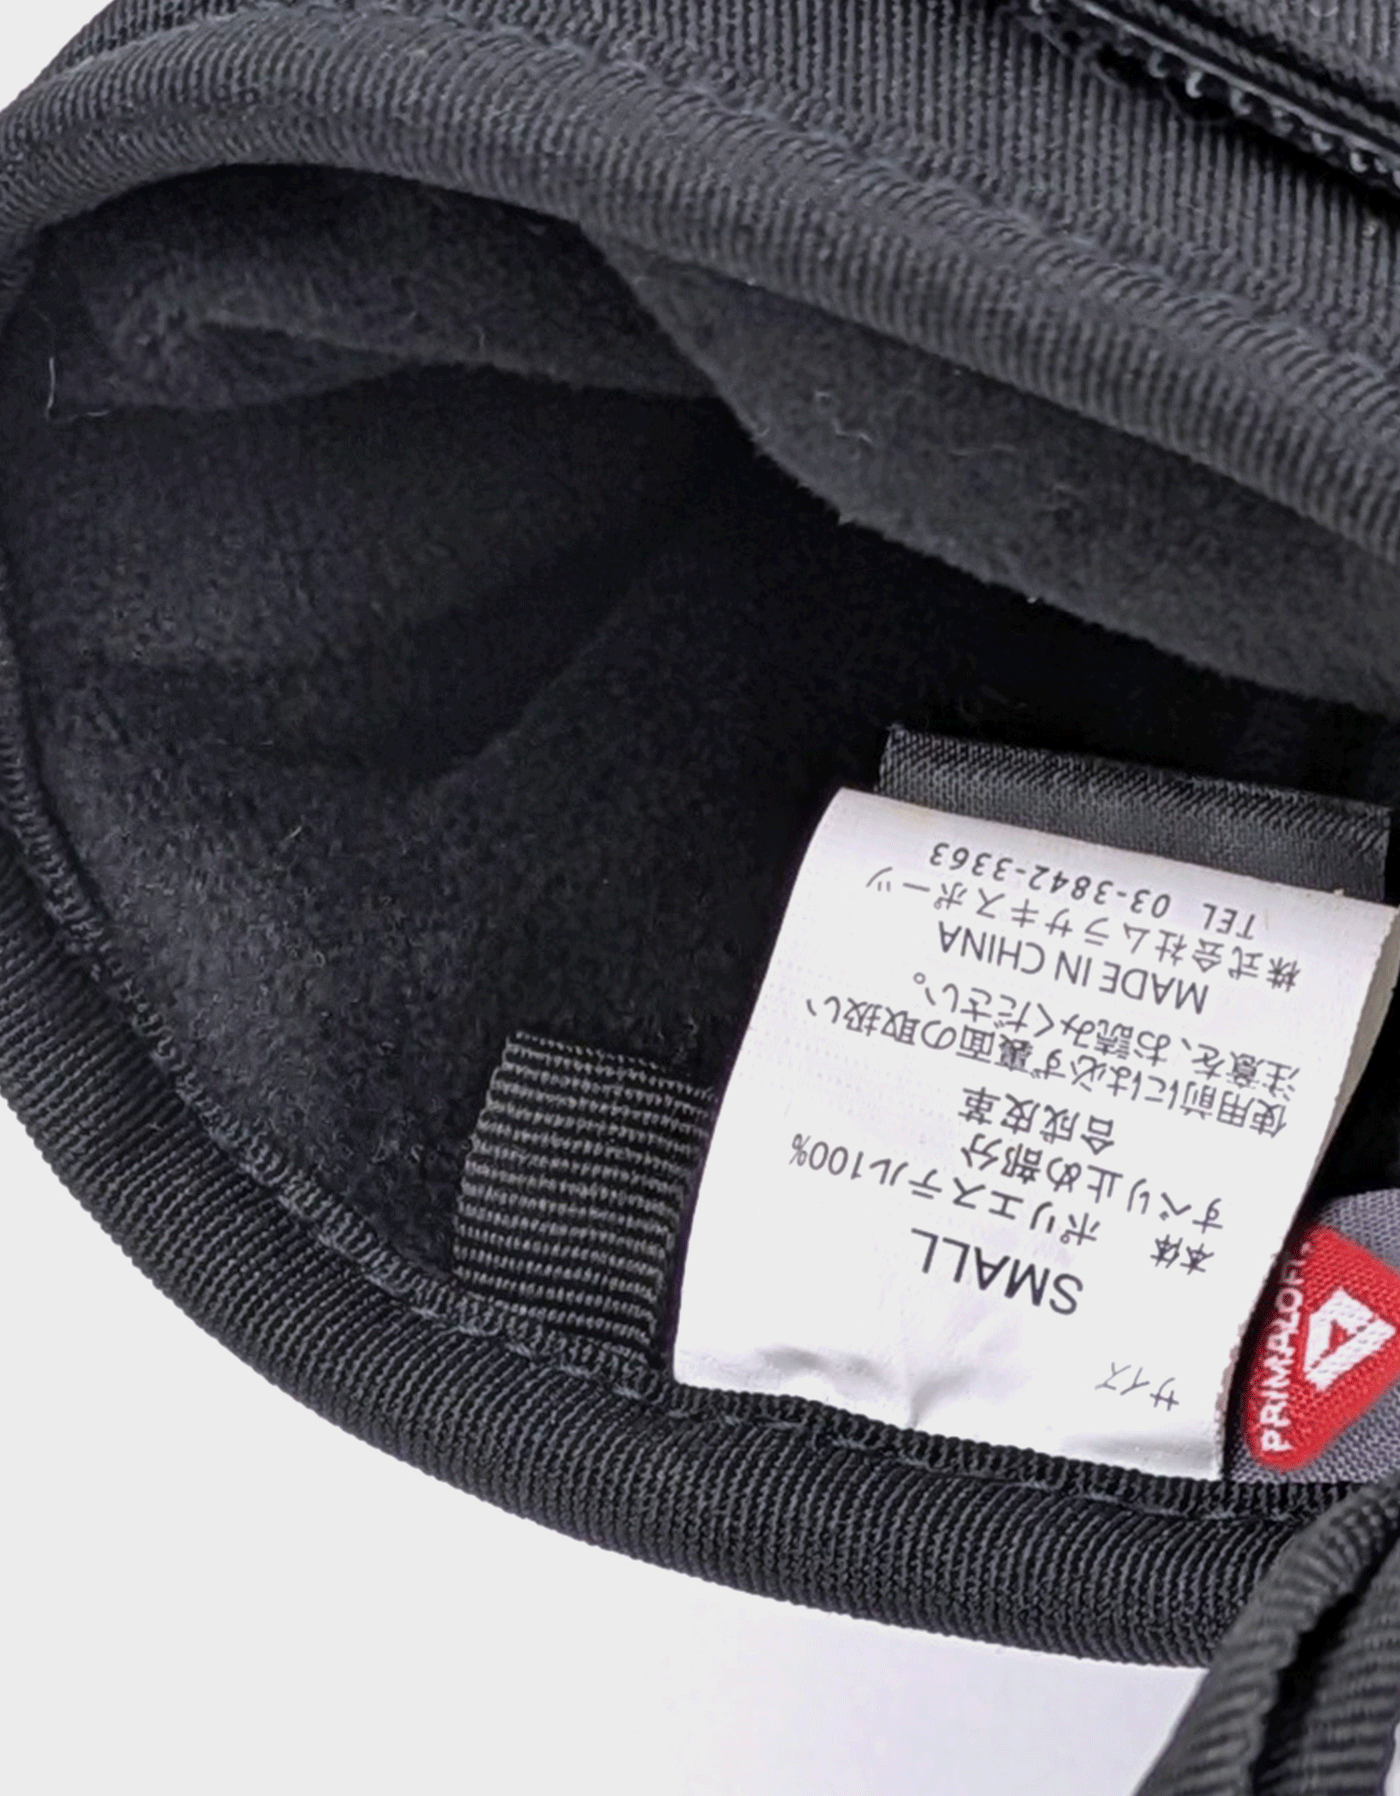 サイズ
SMALL
本体 ポリエステル100%
すべり止め部分
合成皮革
使用前には必ず裏面の取扱い
注意を、お読みください。
MADE IN CHINA
株式会社ムラサキスポーツ
TEL 03-3842-3363
PRIMALOFT